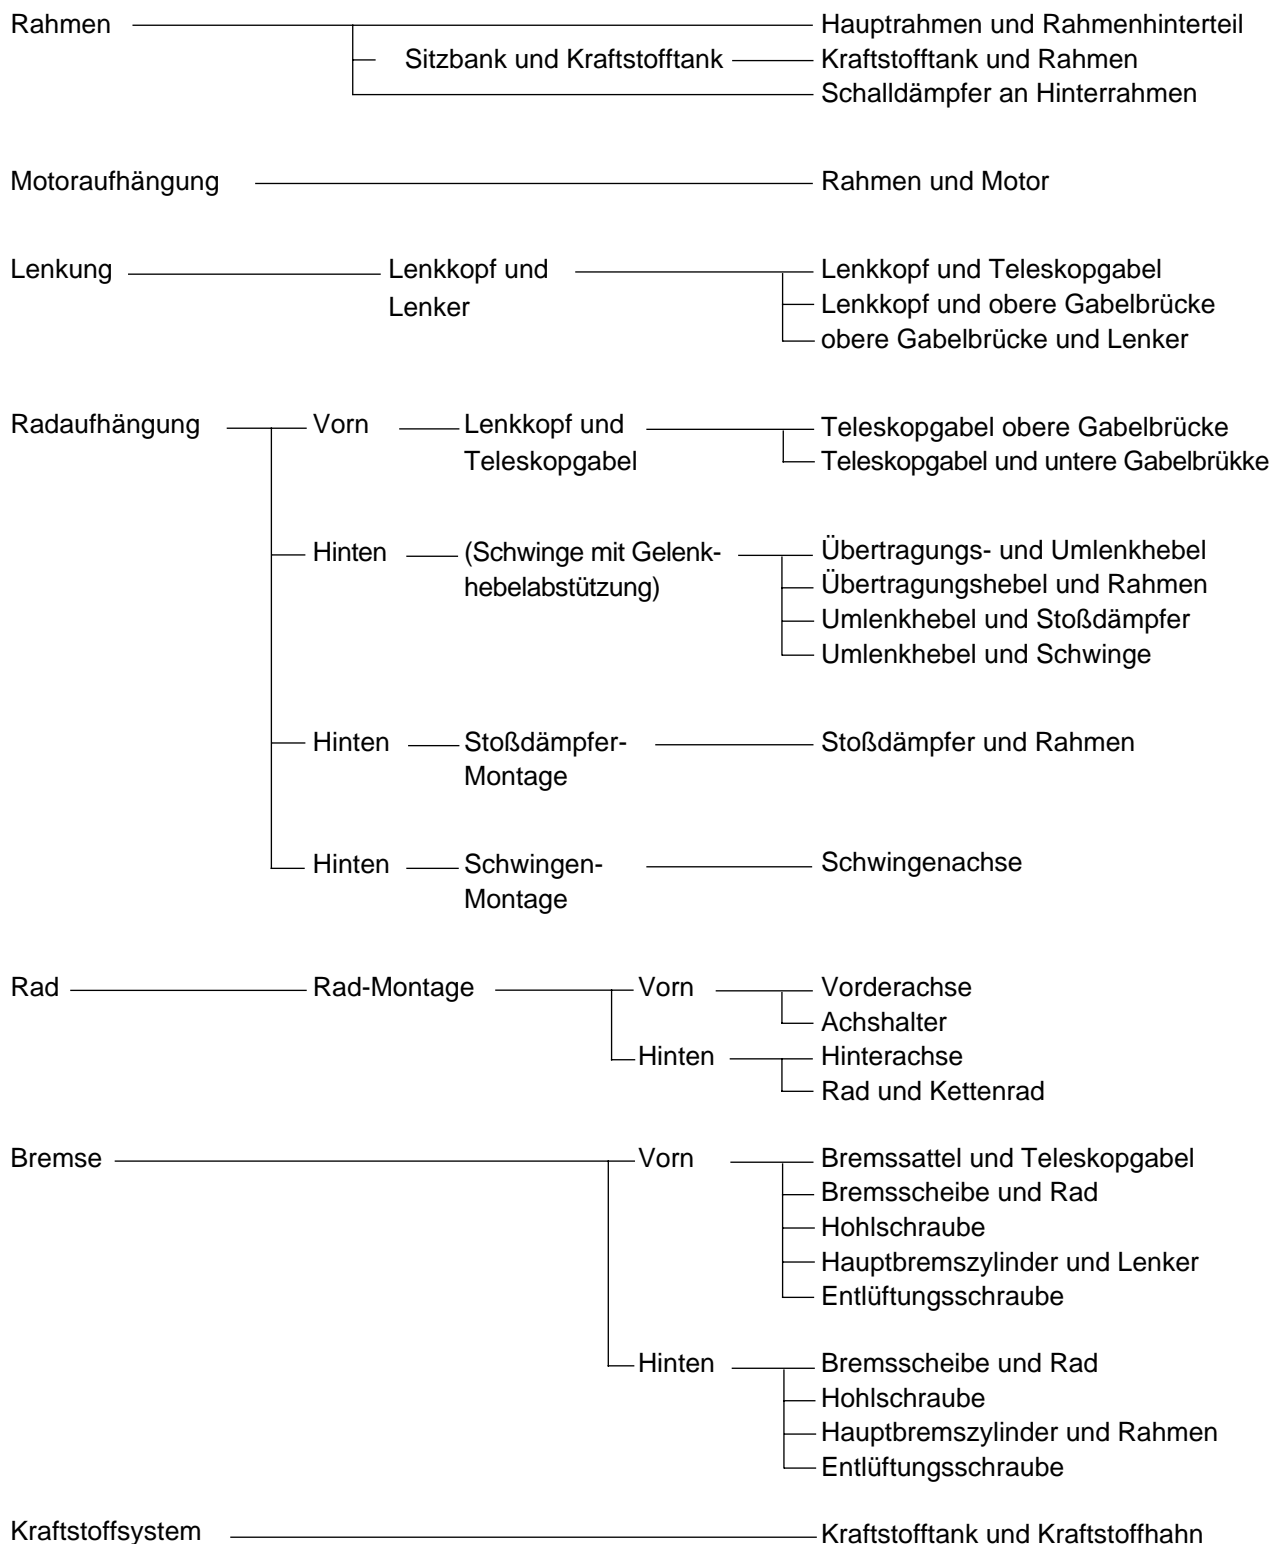 Rahmen
Hauptrahmen und Rahmenhinterteil
Sitzbank und Kraftstofftank
Kraftstofftank und Rahmen
Schalldämpfer an Hinterrahmen
Motoraufhängung
Rahmen und Motor
Lenkung
Lenkkopf und
Lenker
Lenkkopf und Teleskopgabel
Lenkkopf und obere Gabelbrücke
obere Gabelbrücke und Lenker
Radaufhängung
Vorn
Lenkkopf und
Teleskopgabel
Teleskopgabel obere Gabelbrücke
Teleskopgabel und untere Gabelbrükke
Hinten
(Schwinge mit Gelenk-
hebelabstützung)
Übertragungs- und Umlenkhebel
Übertragungshebel und Rahmen
Umlenkhebel und Stoßdämpfer
Umlenkhebel und Schwinge
Hinten
Stoßdämpfer-
Montage
Stoßdämpfer und Rahmen
Hinten
Schwingen-
Montage
Schwingenachse
Rad
Rad-Montage
Vorn
Vorderachse
Achshalter
Hinten
Hinterachse
Rad und Kettenrad
Bremse
Vorn
Bremssattel und Teleskopgabel
Bremsscheibe und Rad
Hohlschraube
Hauptbremszylinder und Lenker
Entlüftungsschraube
Hinten
Bremsscheibe und Rad
Hohlschraube
Hauptbremszylinder und Rahmen
Entlüftungsschraube
Kraftstoffsystem
Kraftstofftank und Kraftstoffhahn